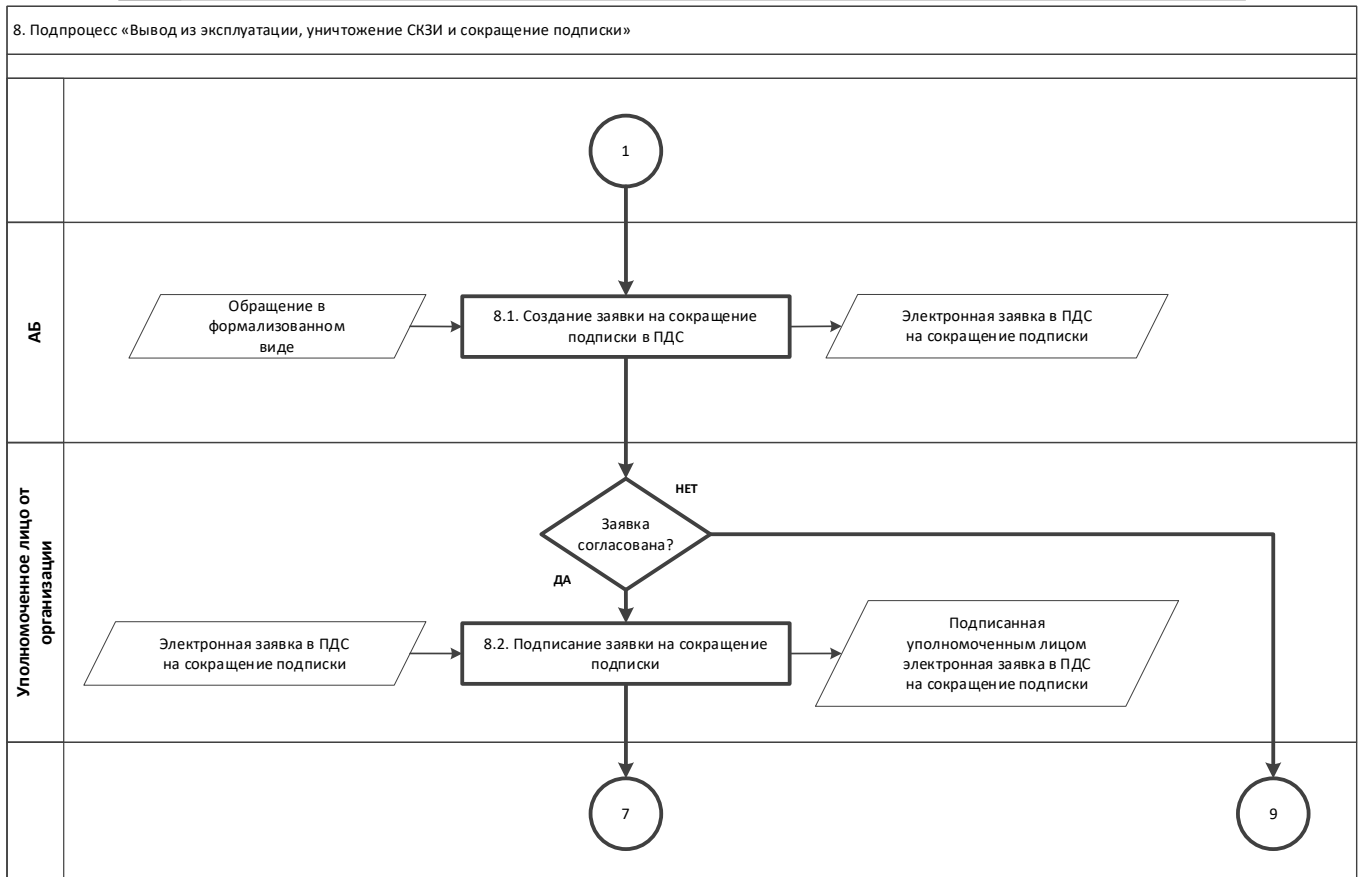 8. Подпроцесс «Вывод из эксплуатации, уничтожение СКЗИ и сокращение подписки»
1
АБ
Обращение в
формализованном
виде
8.1. Создание заявки на сокращение
подписки в ПДС
Электронная заявка в ПДС
на сокращение подписки
Уполномоченное лицо от
организации
НЕТ
Заявка
согласована?
ДА
Электронная заявка в ПДС
на сокращение подписки
8.2. Подписание заявки на сокращение
подписки
Подписанная
уполномоченным лицом
электронная заявка в ПДС
на сокращение подписки
7
9